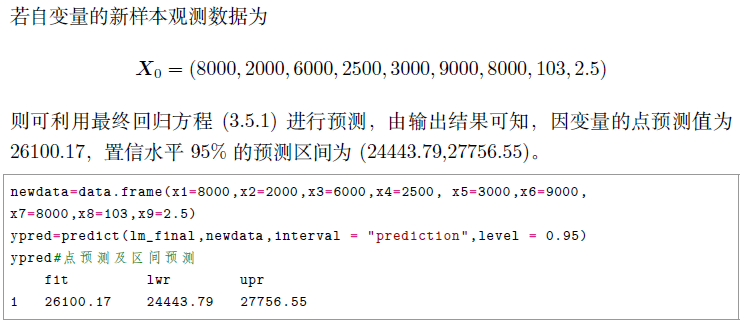 若自变量的新样本观测数据为
X₀ = (8000, 2000, 6000, 2500, 3000, 9000, 8000, 103, 2.5)
则可利用最终回归方程 (3.5.1) 进行预测，由输出结果可知，因变量的点预测值为
26100.17，置信水平 95% 的预测区间为 (24443.79,27756.55)。
newdata=data.frame(x1=8000,x2=2000,x3=6000,x4=2500, x5=3000,x6=9000,
x7=8000,x8=103,x9=2.5)
ypred=predict(lm_final,newdata,interval = "prediction",level = 0.95)
ypred#点预测及区间预测
fit lwr upr
1 26100.17 24443.79 27756.55